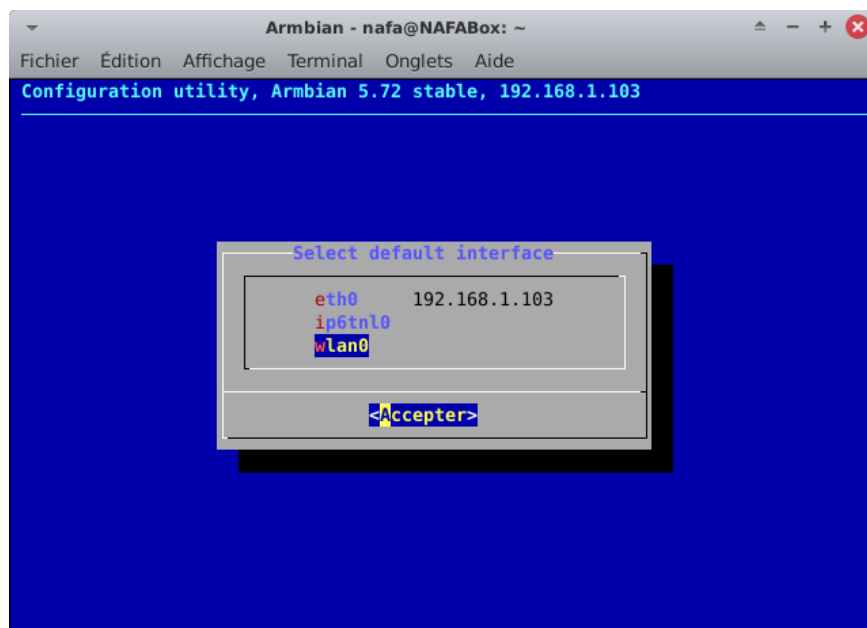 Armbian - nafa@NAFABox: ~
Fichier Édition Affichage Terminal Onglets Aide
Configuration utility, Armbian 5.72 stable, 192.168.1.103
Select default interface
eth0 192.168.1.103
ip6tnl0
wlan0
<Accepter>